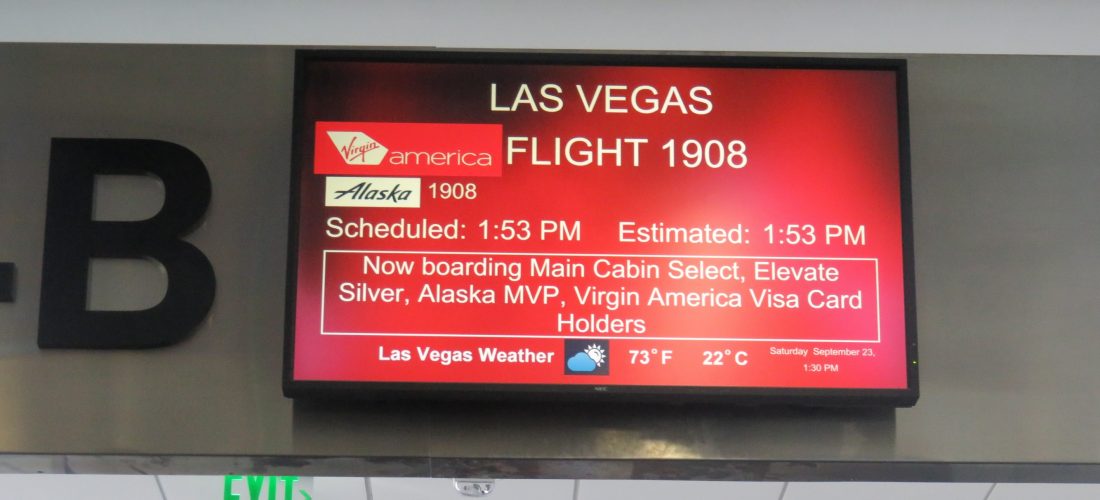 LAS VEGAS
Virgin america FLIGHT 1908
Alaska 1908
Scheduled: 1:53 PM Estimated: 1:53 PM
Now boarding Main Cabin Select, Elevate
Silver, Alaska MVP, Virgin America Visa Card
Holders
Las Vegas Weather 73°F 22°C Saturday September 23,
1:30 PM
NEC
B
EXIT